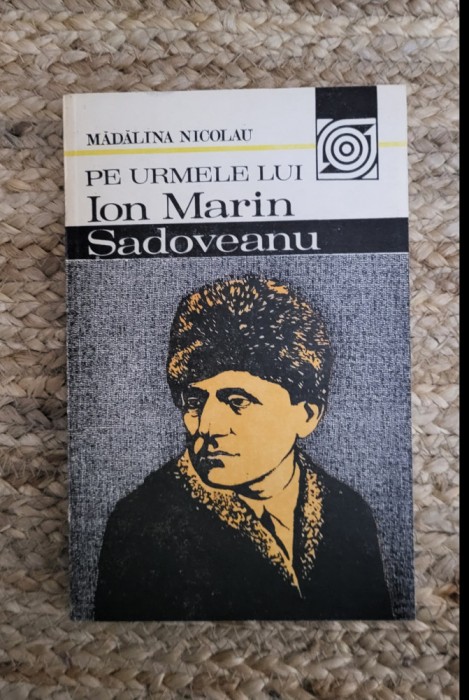 MĂDĂLINA NICOLAU
PE URMELE LUI
Ion Marin
Sadoveanu